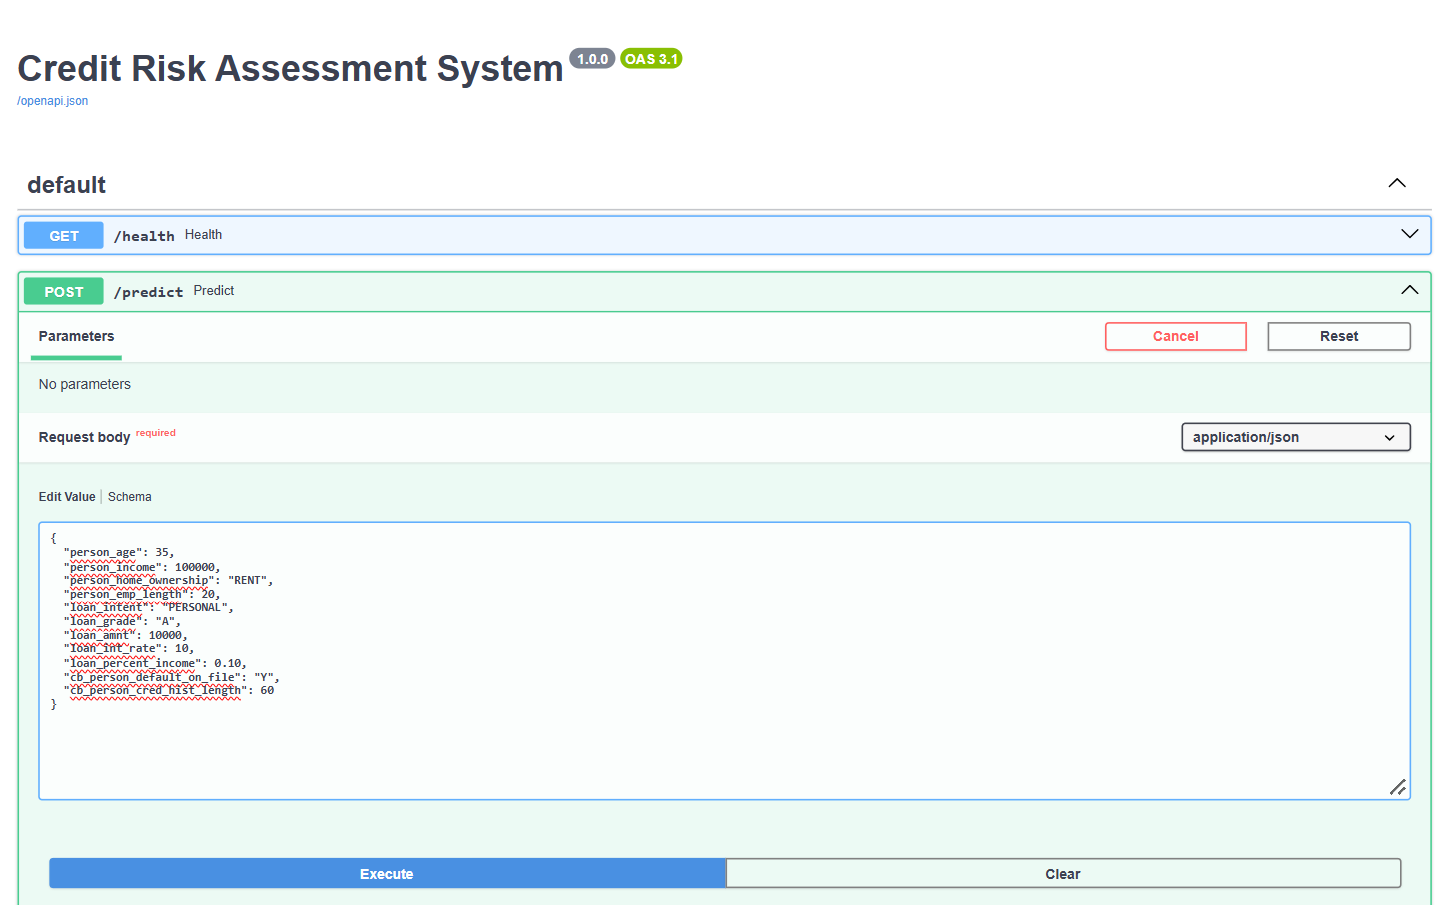 Credit Risk Assessment System 1.0.0 OAS 3.1
/openapi.json
default
GET /health Health
POST /predict Predict
Parameters Cancel Reset
No parameters
Request body required application/json
Edit Value | Schema
{
  "person_age": 35,
  "person_income": 100000,
  "person_home_ownership": "RENT",
  "person_emp_length": 20,
  "loan_intent": "PERSONAL",
  "loan_grade": "A",
  "loan_amnt": 10000,
  "loan_int_rate": 10,
  "loan_percent_income": 0.10,
  "cb_person_default_on_file": "Y",
  "cb_person_cred_hist_length": 60
}
Execute Clear